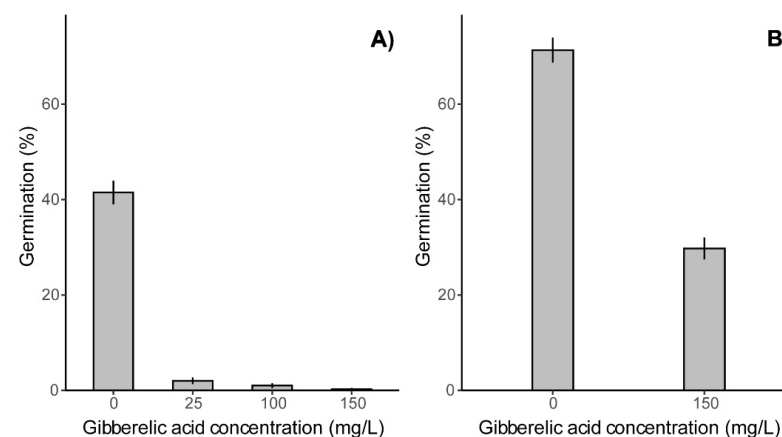 A)
Germination (%)
60
40
20
0
0 25 100 150
Gibberelic acid concentration (mg/L)
B
Germination (%)
60
40
20
0
0 150
Gibberelic acid concentration (mg/L)